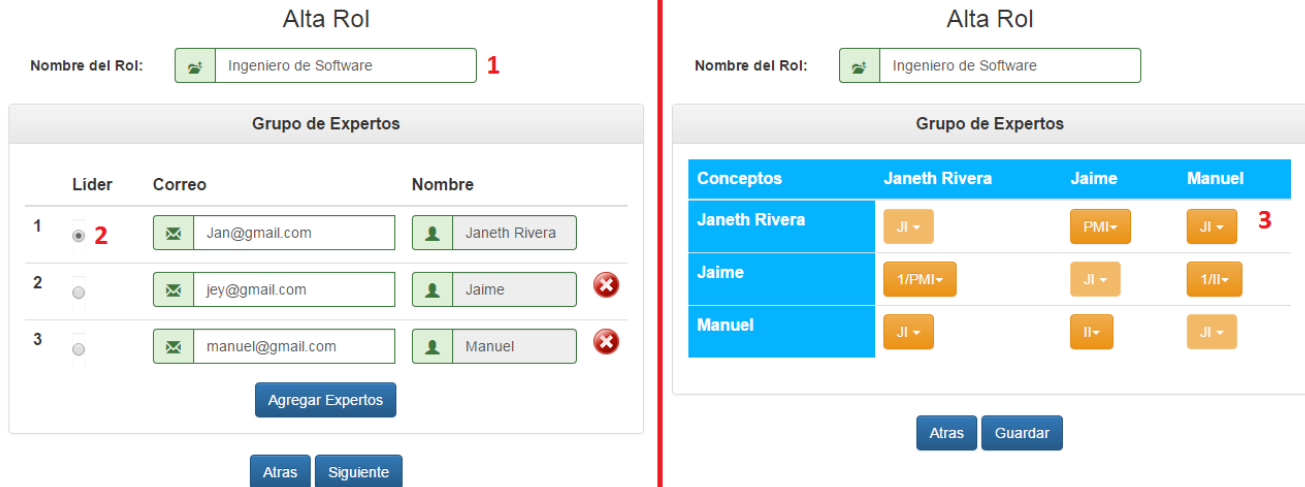 Alta Rol
Nombre del Rol: Ingeniero de Software 1
Grupo de Expertos
Líder Correo Nombre
1 2 Jan@gmail.com Janeth Rivera
2 jey@gmail.com Jaime
3 manuel@gmail.com Manuel
Agregar Expertos
Atras Siguiente
Alta Rol
Nombre del Rol: Ingeniero de Software
Grupo de Expertos
Conceptos Janeth Rivera Jaime Manuel
Janeth Rivera JI PMI JI 3
Jaime 1/PMI JI 1/II
Manuel JI II JI
Atras Guardar